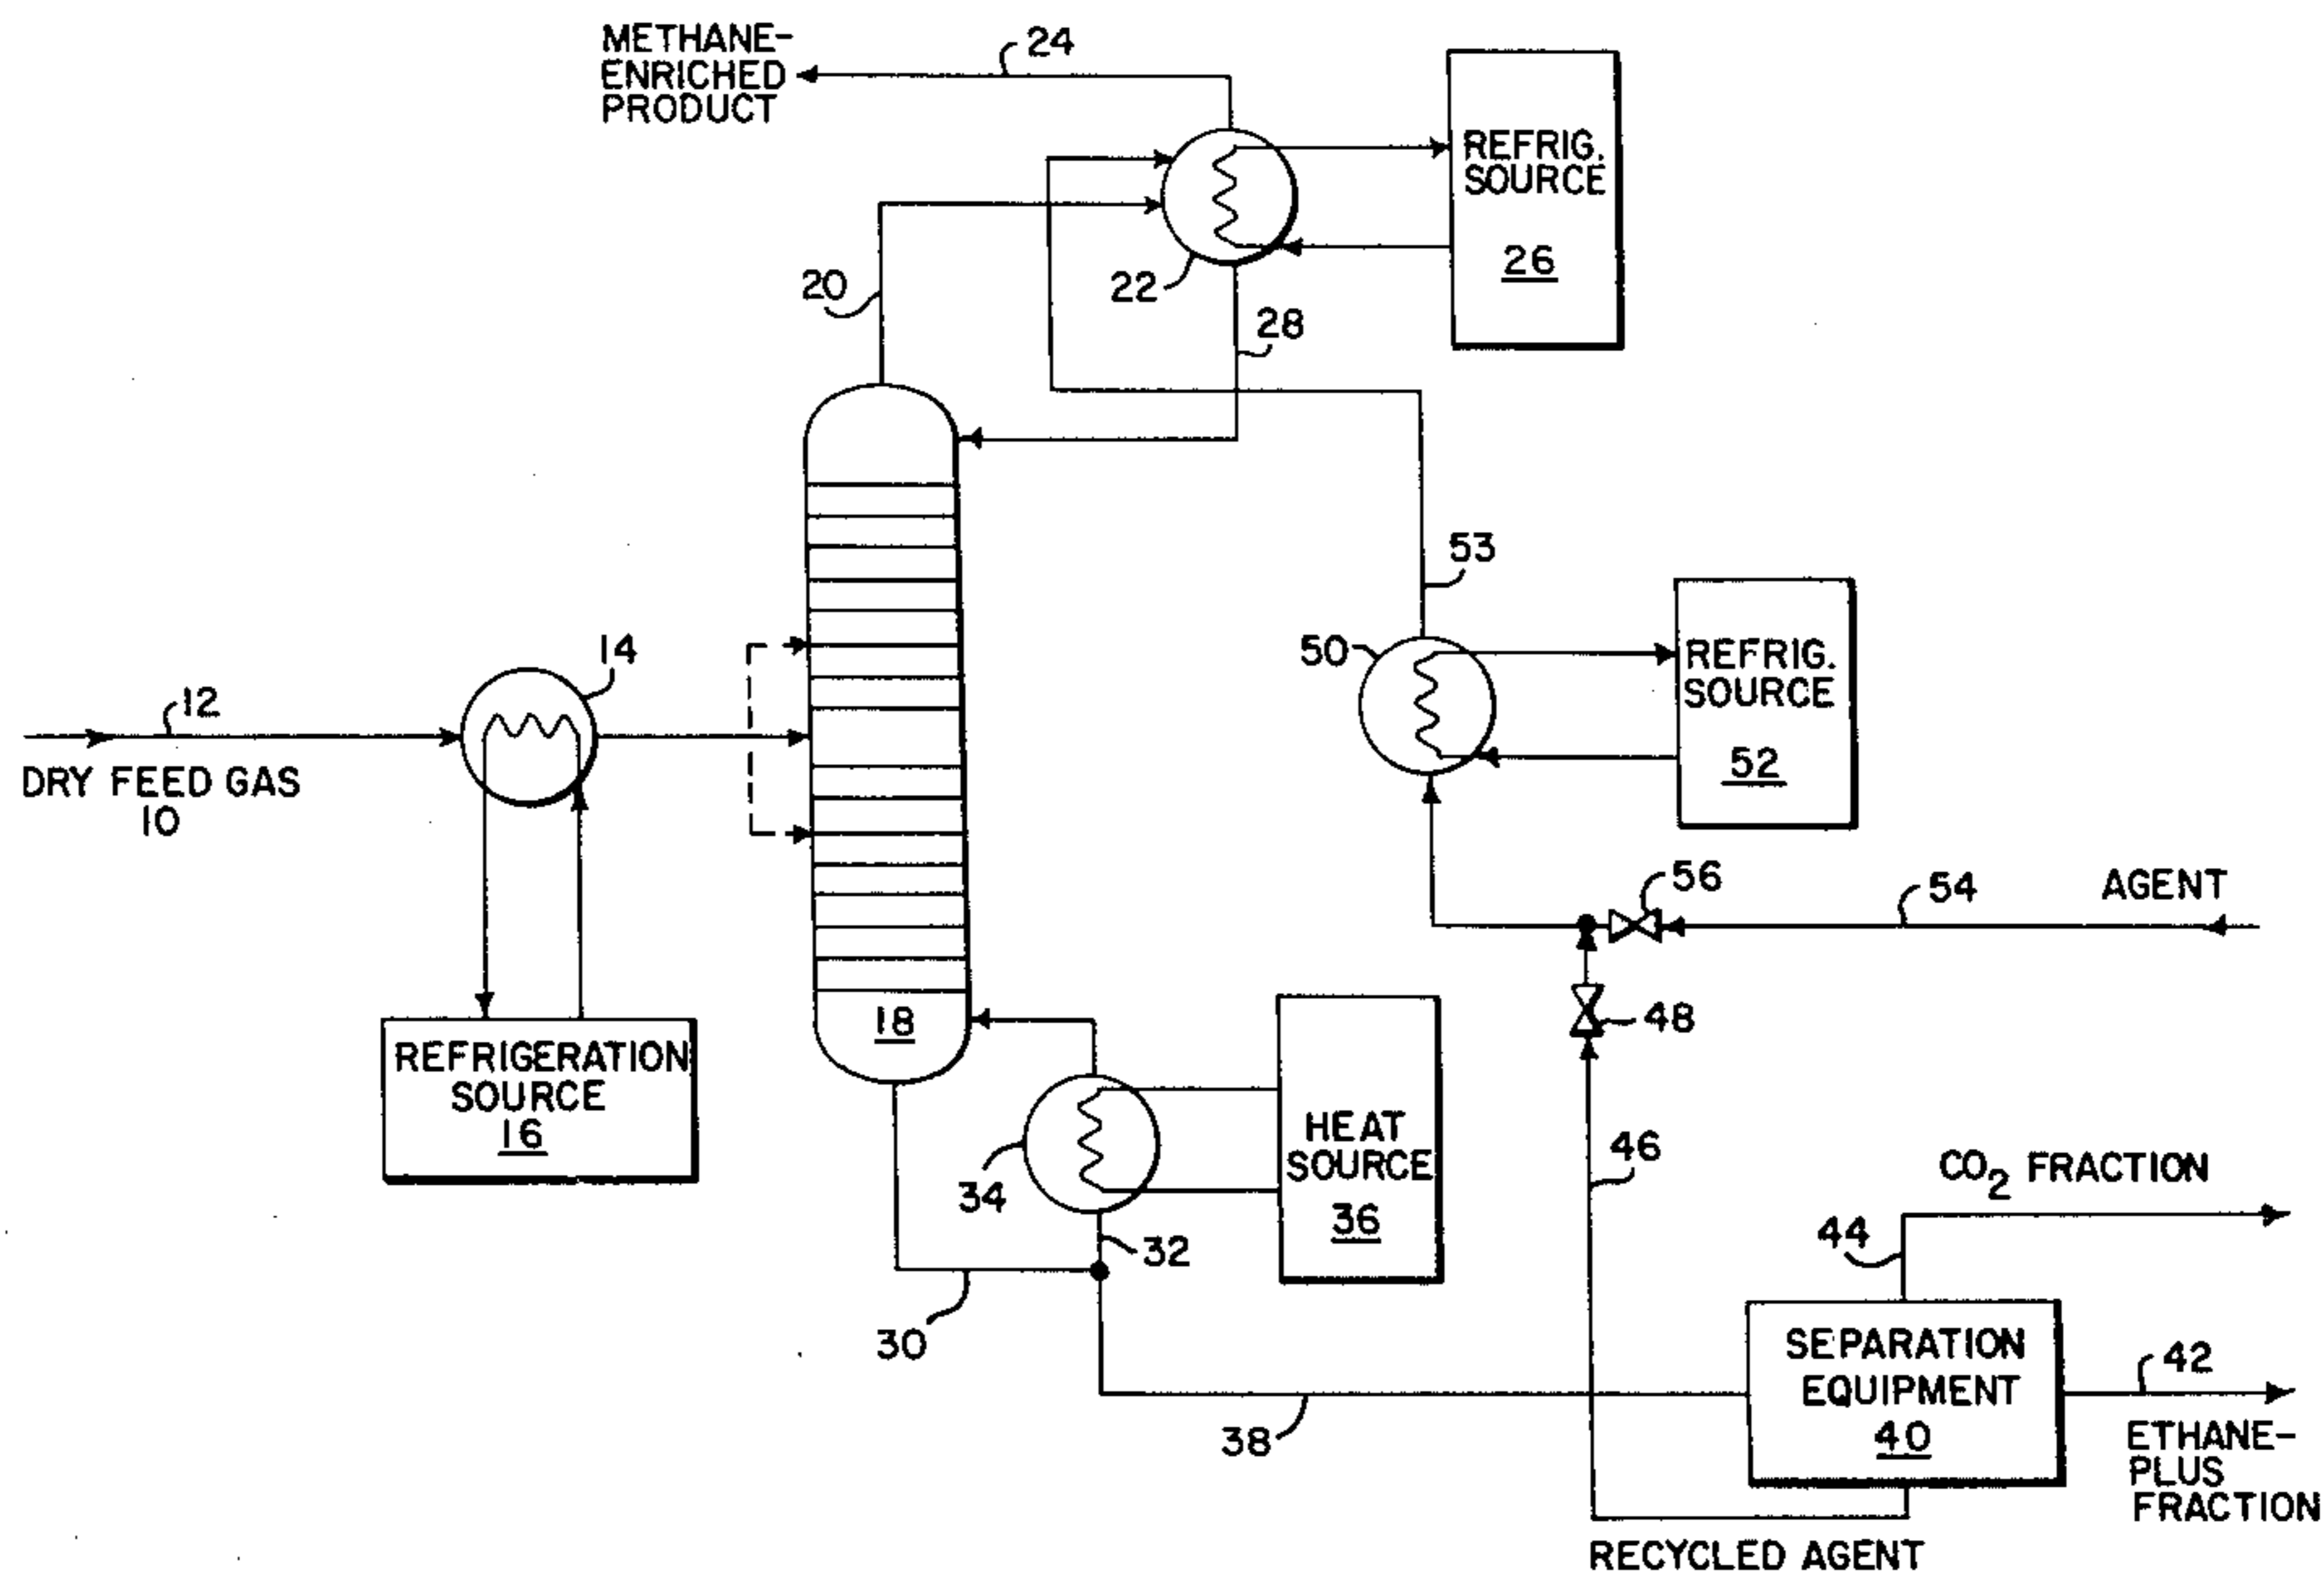 METHANE-
ENRICHED
PRODUCT
24
REFRIG.
SOURCE
26
20
22
28
53
50
REFRIG.
SOURCE
52
14
12
DRY FEED GAS
10
56
54
AGENT
18
48
REFRIGERATION
SOURCE
16
HEAT
SOURCE
36
34
32
46
CO2 FRACTION
44
30
SEPARATION
EQUIPMENT
40
42
38
ETHANE-
PLUS
FRACTION
RECYCLED AGENT